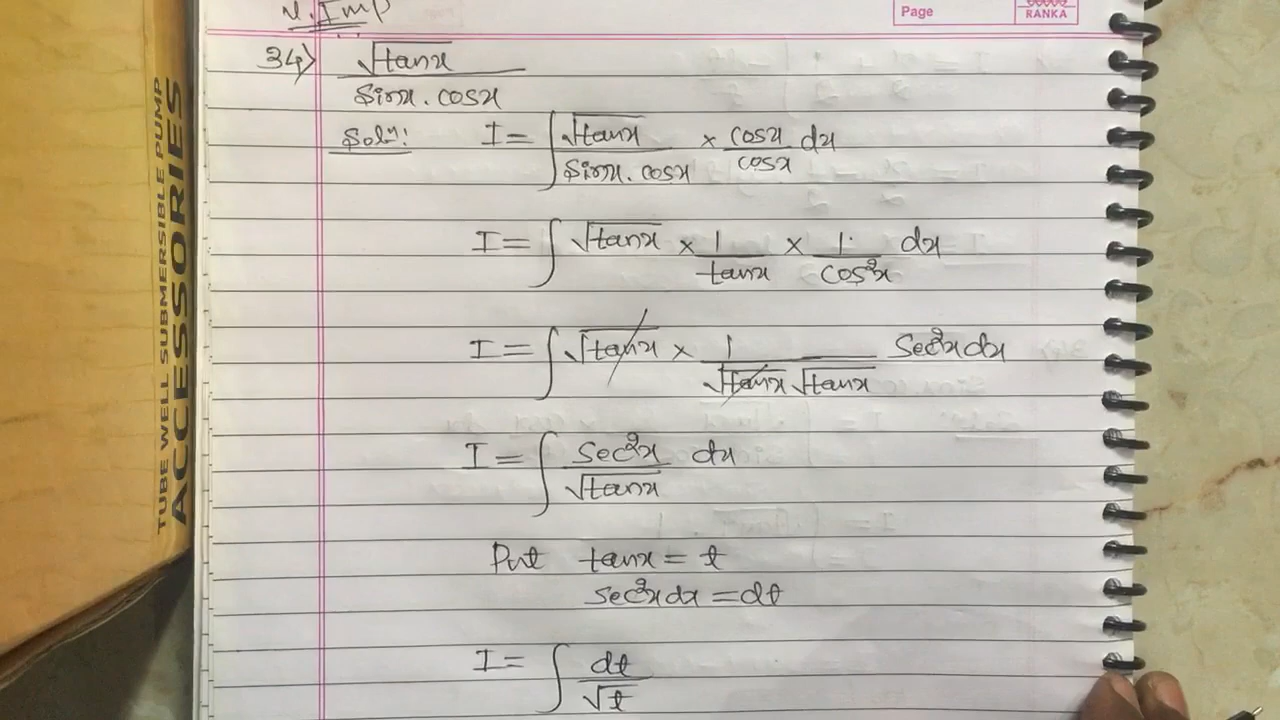 V. Imp
Page
RANKA
34) √tanx / sinx . cosx
Solⁿ: I = ∫ √tanx / sinx . cosx × cosx / cosx dx
I = ∫ √tanx × 1 / tanx × 1 / cos²x dx
I = ∫ √tanx × 1 / √tanx √tanx Sec²x dx
I = ∫ Sec²x / √tanx dx
Put tanx = t
Sec²x dx = dt
I = ∫ dt / √t
TUBE WELL SUBMERSIBLE PUMP
ACCESSORIES